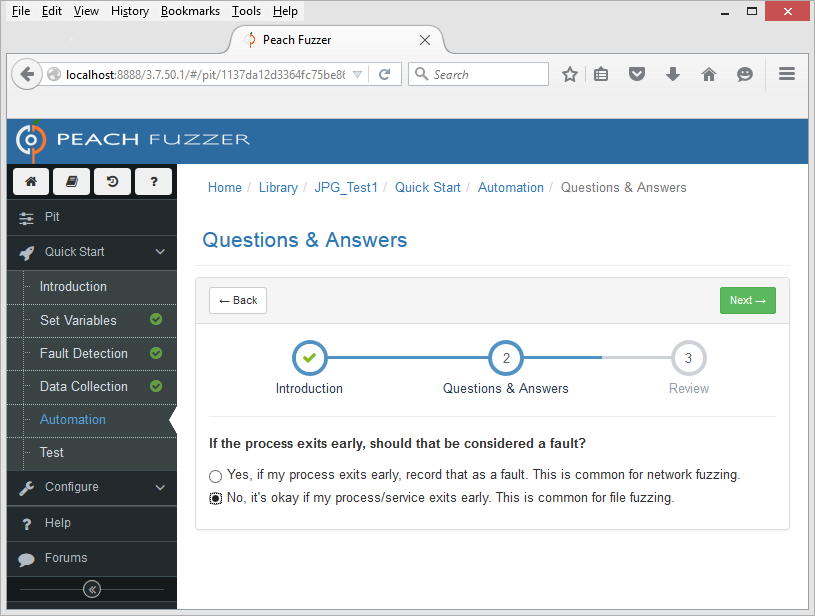 File Edit View History Bookmarks Tools Help
Peach Fuzzer
localhost:8888/3.7.50.1/#/pit/1137da12d3364fc75be86
Search
PEACH FUZZER
Home / Library / JPG_Test1 / Quick Start / Automation / Questions & Answers
Pit
Quick Start
Introduction
Set Variables
Fault Detection
Data Collection
Automation
Test
Configure
Help
Forums
Questions & Answers
← Back
Next →
2
3
Introduction
Questions & Answers
Review
If the process exits early, should that be considered a fault?
Yes, if my process exits early, record that as a fault. This is common for network fuzzing.
No, it's okay if my process/service exits early. This is common for file fuzzing.